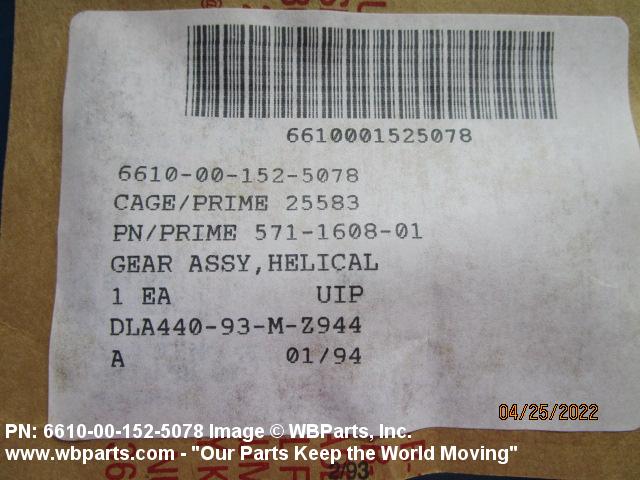 6610001525078
6610-00-152-5078
CAGE/PRIME 25583
PN/PRIME 571-1608-01
GEAR ASSY,HELICAL
1 EA UIP
DLA440-93-M-Z944
A 01/94
04/25/2022
PN: 6610-00-152-5078 Image © WBParts, Inc.
www.wbparts.com - "Our Parts Keep the World Moving"
2/93